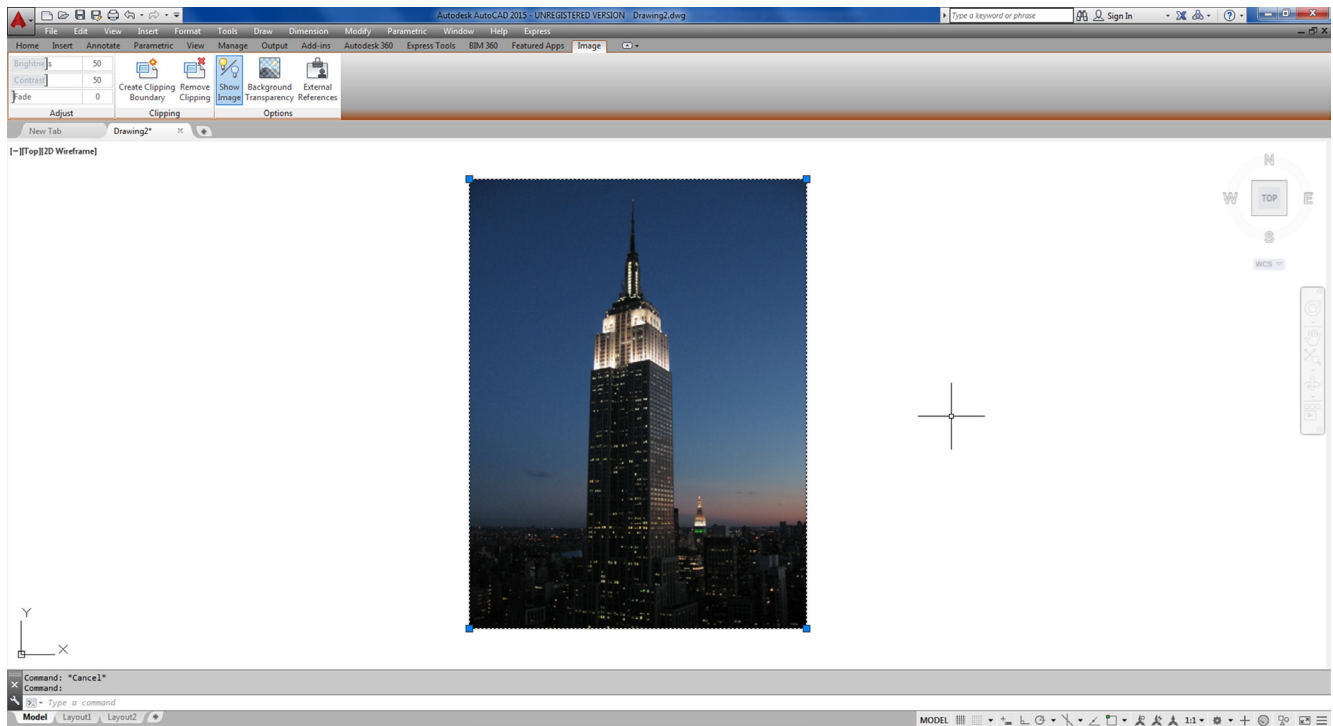 Autodesk AutoCAD 2015 - UNREGISTERED VERSION Drawing2.dwg
Type a keyword or phrase
Sign In
File Edit View Insert Format Tools Draw Dimension Modify Parametric Window Help Express
Home Insert Annotate Parametric View Manage Output Add-ins Autodesk 360 Express Tools BIM 360 Featured Apps Image
Brightne s 50
Contrast 50
Fade 0
Create Clipping Boundary
Remove Clipping
Show Image
Background Transparency
External References
Adjust Clipping Options
New Tab Drawing2*
[−][Top][2D Wireframe]
N
W TOP E
S
WCS
Y
X
Command: *Cancel*
Command:
Type a command
Model Layout1 Layout2
MODEL 1:1